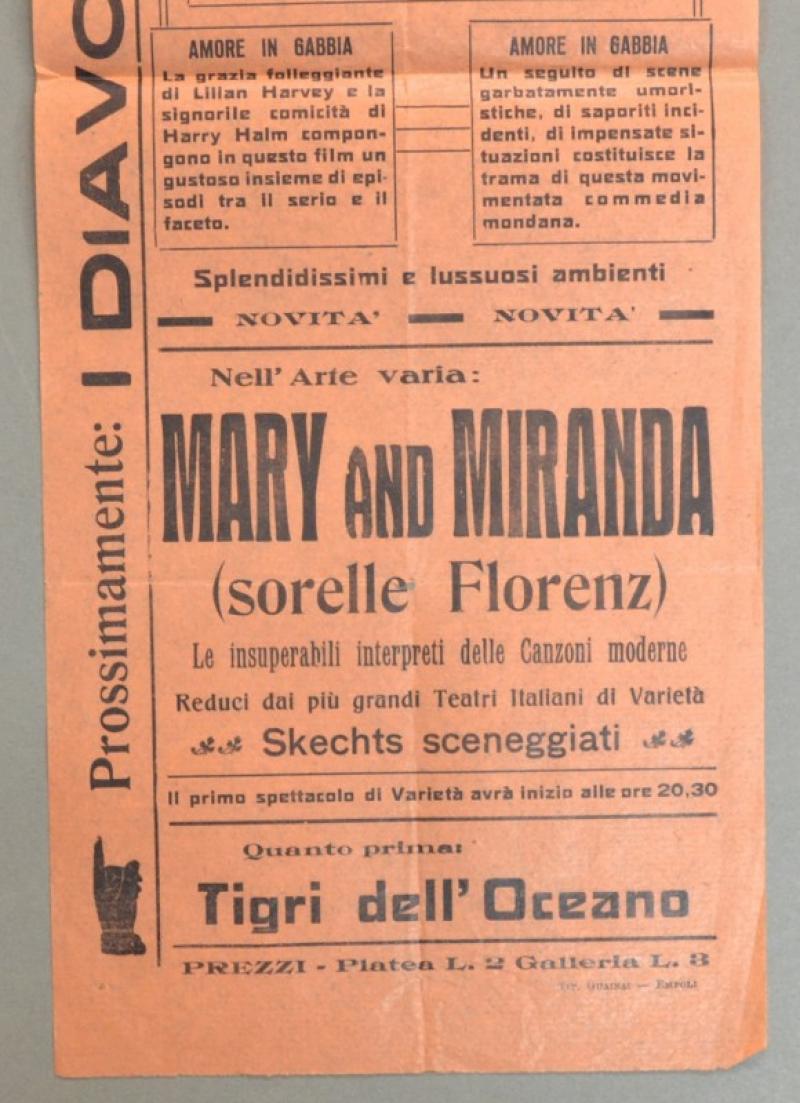 Prossimamente: I DIAVO
AMORE IN GABBIA
La grazia folleggiante
di Lilian Harvey e la
signorile comicità di
Harry Halm compon-
gono in questo film un
gustoso insieme di epi-
sodi tra il serio e il
faceto.
AMORE IN GABBIA
Un seguito di scene
garbatamente umori-
stiche, di saporiti inci-
denti, di impensate si-
tuazioni costituisce la
trama di questa movi-
mentata commedia
mondana.
Splendidissimi e lussuosi ambienti
NOVITA' NOVITA'
Nell'Arte varia:
MARY AND MIRANDA
(sorelle Florenz)
Le insuperabili interpreti delle Canzoni moderne
Reduci dai più grandi Teatri Italiani di Varietà
Skechts sceneggiati
Il primo spettacolo di Varietà avrà inizio alle ore 20,30
Quanto prima:
Tigri dell'Oceano
PREZZI - Platea L. 2 Galleria L. 3
— EMPOLI